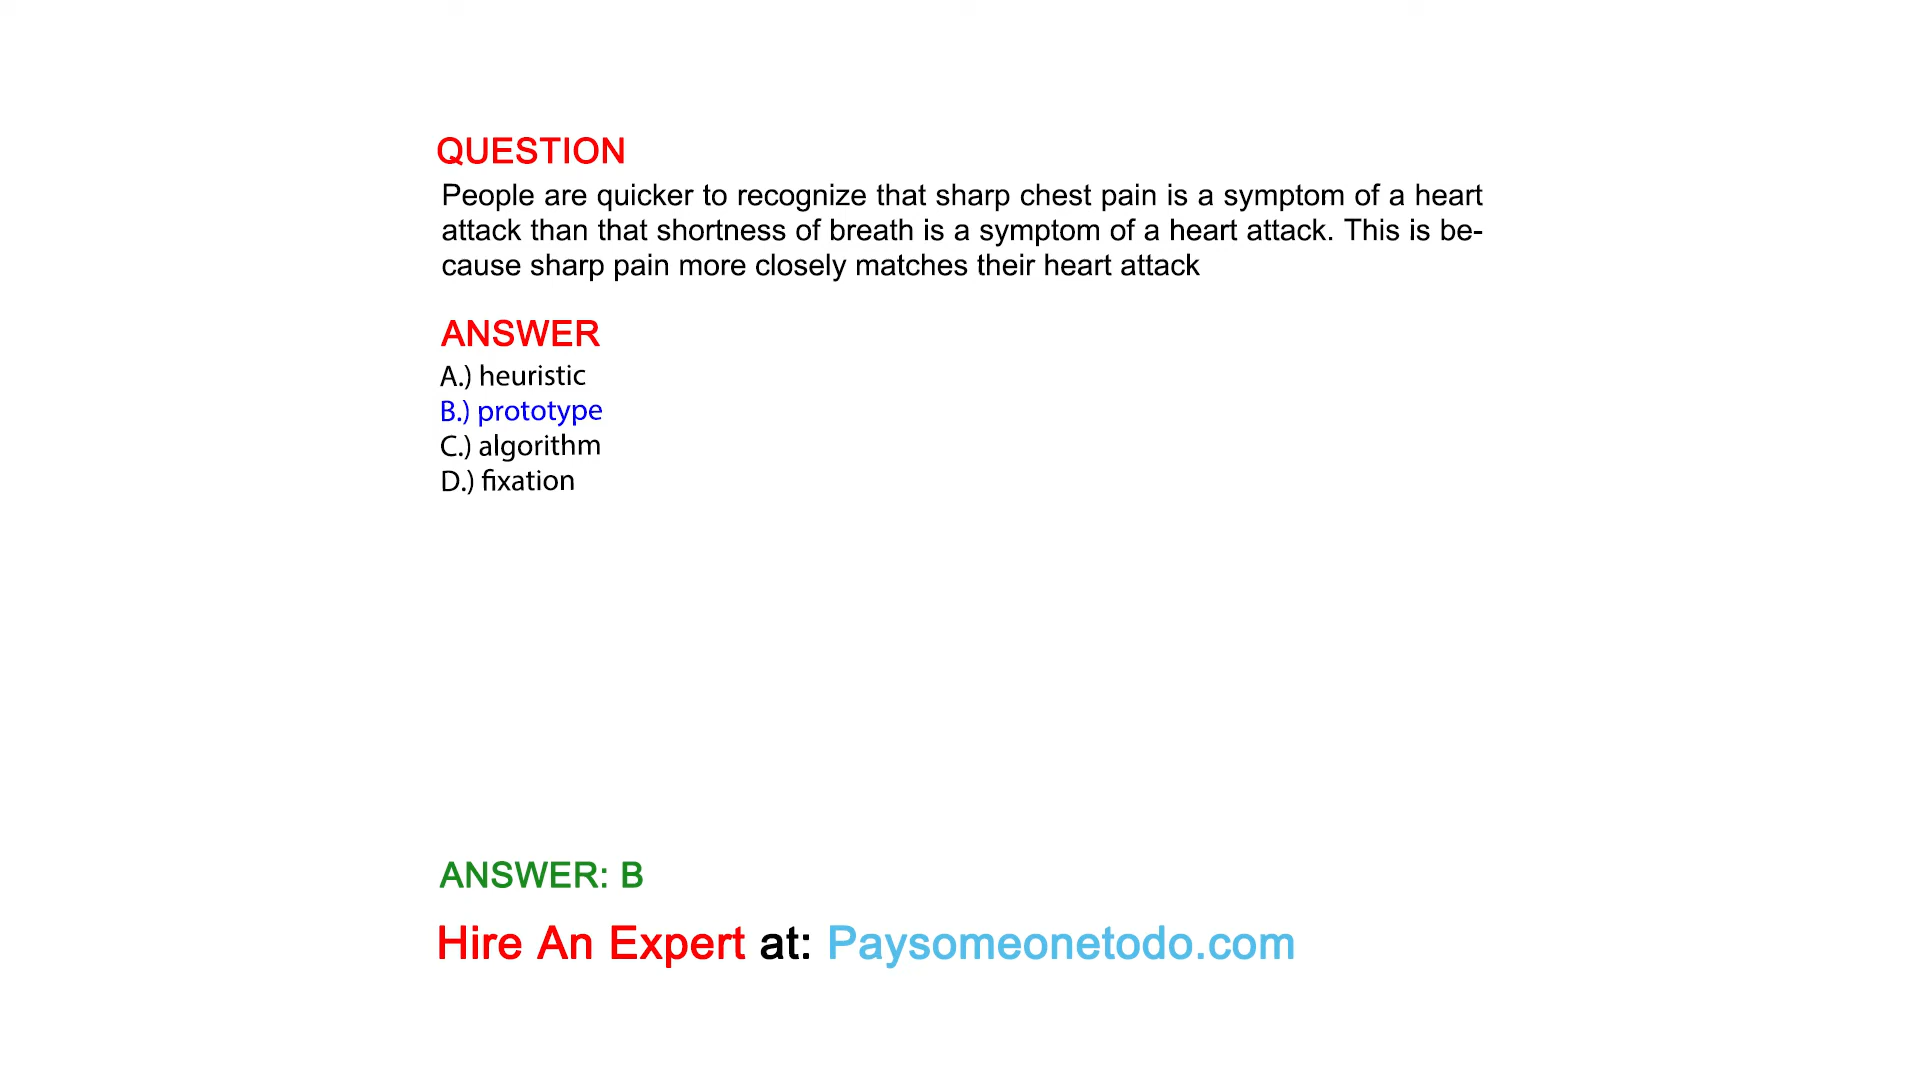 QUESTION
People are quicker to recognize that sharp chest pain is a symptom of a heart
attack than that shortness of breath is a symptom of a heart attack. This is be-
cause sharp pain more closely matches their heart attack
ANSWER
A.) heuristic
B.) prototype
C.) algorithm
D.) fixation
ANSWER: B
Hire An Expert at: Paysomeonetodo.com